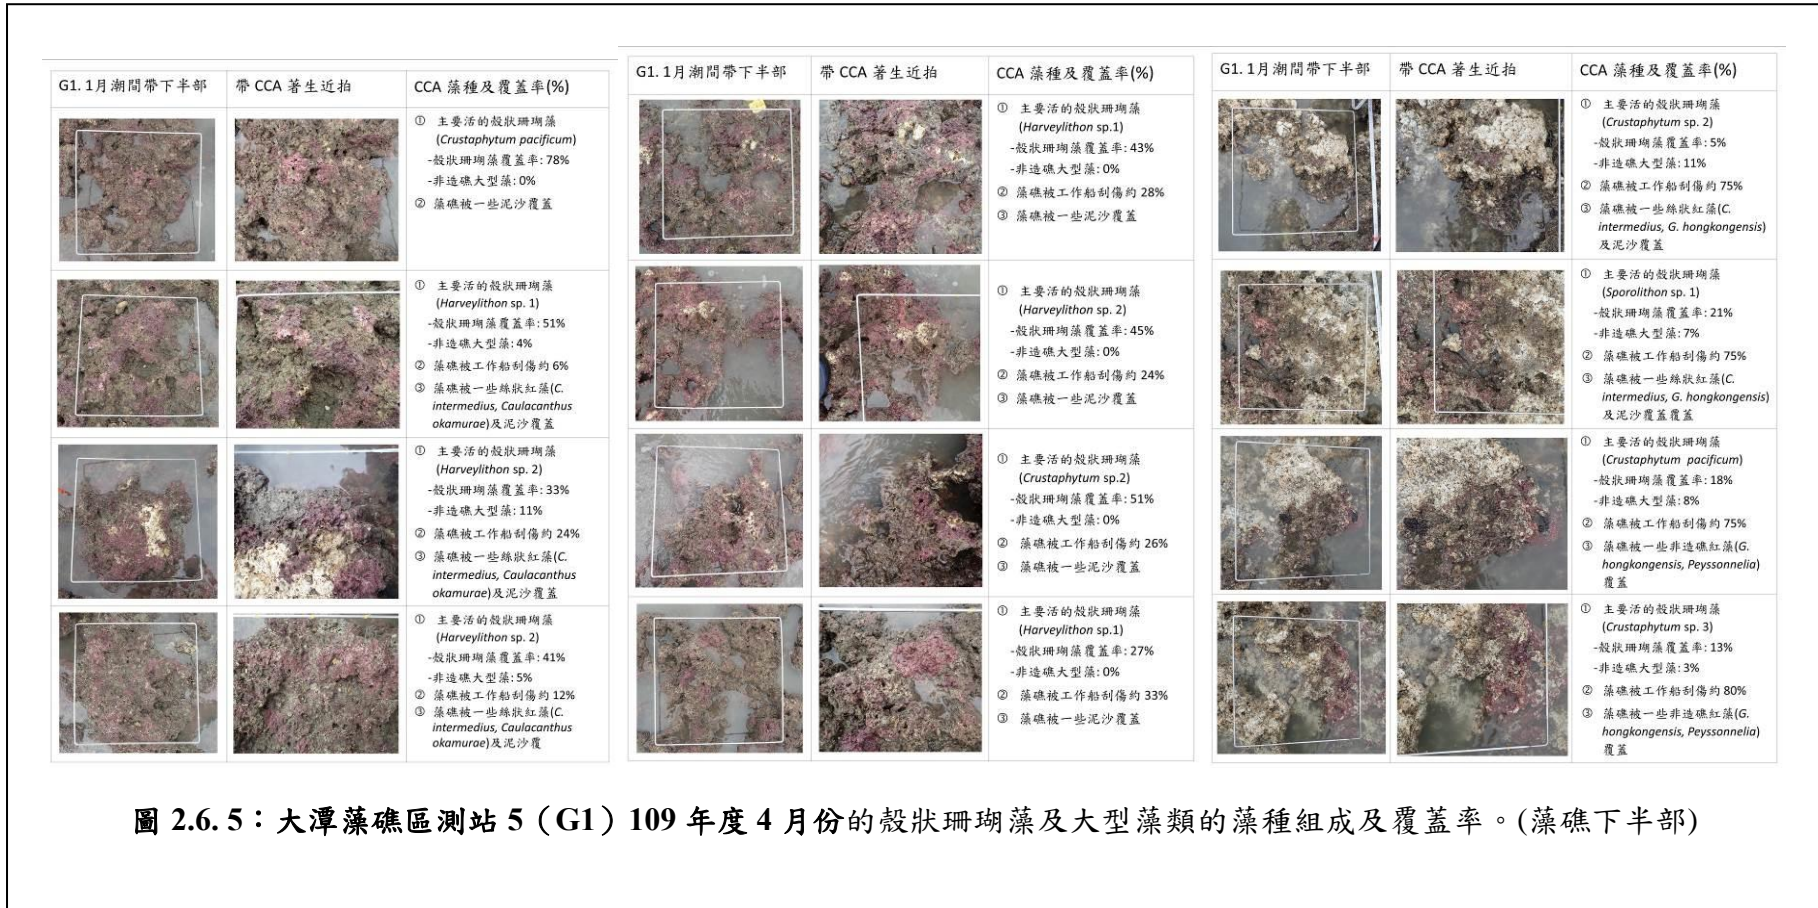 G1. 1月潮間帶下半部
帶 CCA 著生近拍
CCA 藻種及覆蓋率(%)
① 主要活的殼狀珊瑚藻
(Crustaphytum pacificum)
-殼狀珊瑚藻覆蓋率: 78%
-非造礁大型藻: 0%
② 藻礁被一些泥沙覆蓋
① 主要活的殼狀珊瑚藻
(Harveylithon sp. 1)
-殼狀珊瑚藻覆蓋率: 51%
-非造礁大型藻: 4%
② 藻礁被工作船刮傷約 6%
③ 藻礁被一些絲狀紅藻(C.
intermedius, Caulacanthus
okamurae)及泥沙覆蓋
① 主要活的殼狀珊瑚藻
(Harveylithon sp. 2)
-殼狀珊瑚藻覆蓋率: 33%
-非造礁大型藻: 11%
② 藻礁被工作船刮傷約 24%
③ 藻礁被一些絲狀紅藻(C.
intermedius, Caulacanthus
okamurae)及泥沙覆蓋
① 主要活的殼狀珊瑚藻
(Harveylithon sp. 2)
-殼狀珊瑚藻覆蓋率: 41%
-非造礁大型藻: 5%
② 藻礁被工作船刮傷約 12%
③ 藻礁被一些絲狀紅藻(C.
intermedius, Caulacanthus
okamurae)及泥沙覆
G1. 1月潮間帶下半部
帶 CCA 著生近拍
CCA 藻種及覆蓋率(%)
① 主要活的殼狀珊瑚藻
(Harveylithon sp.1)
-殼狀珊瑚藻覆蓋率: 43%
-非造礁大型藻: 0%
② 藻礁被工作船刮傷約 28%
③ 藻礁被一些泥沙覆蓋
① 主要活的殼狀珊瑚藻
(Harveylithon sp. 2)
-殼狀珊瑚藻覆蓋率: 45%
-非造礁大型藻: 0%
② 藻礁被工作船刮傷約 24%
③ 藻礁被一些泥沙覆蓋
① 主要活的殼狀珊瑚藻
(Crustaphytum sp.2)
-殼狀珊瑚藻覆蓋率: 51%
-非造礁大型藻: 0%
② 藻礁被工作船刮傷約 26%
③ 藻礁被一些泥沙覆蓋
① 主要活的殼狀珊瑚藻
(Harveylithon sp.1)
-殼狀珊瑚藻覆蓋率: 27%
-非造礁大型藻: 0%
② 藻礁被工作船刮傷約 33%
③ 藻礁被一些泥沙覆蓋
G1. 1月潮間帶下半部
帶 CCA 著生近拍
CCA 藻種及覆蓋率(%)
① 主要活的殼狀珊瑚藻
(Crustaphytum sp. 2)
-殼狀珊瑚藻覆蓋率: 5%
-非造礁大型藻: 11%
② 藻礁被工作船刮傷約 75%
③ 藻礁被一些絲狀紅藻(C.
intermedius, G. hongkongensis)
及泥沙覆蓋
① 主要活的殼狀珊瑚藻
(Sporolithon sp. 1)
-殼狀珊瑚藻覆蓋率: 21%
-非造礁大型藻: 7%
② 藻礁被工作船刮傷約 75%
③ 藻礁被一些絲狀紅藻(C.
intermedius, G. hongkongensis)
及泥沙覆蓋覆蓋
① 主要活的殼狀珊瑚藻
(Crustaphytum pacificum)
-殼狀珊瑚藻覆蓋率: 18%
-非造礁大型藻: 8%
② 藻礁被工作船刮傷約 75%
③ 藻礁被一些非造礁紅藻(G.
hongkongensis, Peyssonnelia)
覆蓋
① 主要活的殼狀珊瑚藻
(Crustaphytum sp. 3)
-殼狀珊瑚藻覆蓋率: 13%
-非造礁大型藻: 3%
② 藻礁被工作船刮傷約 80%
③ 藻礁被一些非造礁紅藻(G.
hongkongensis, Peyssonnelia)
覆蓋
圖 2.6. 5：大潭藻礁區測站 5（G1）109 年度 4 月份的殼狀珊瑚藻及大型藻類的藻種組成及覆蓋率。(藻礁下半部)